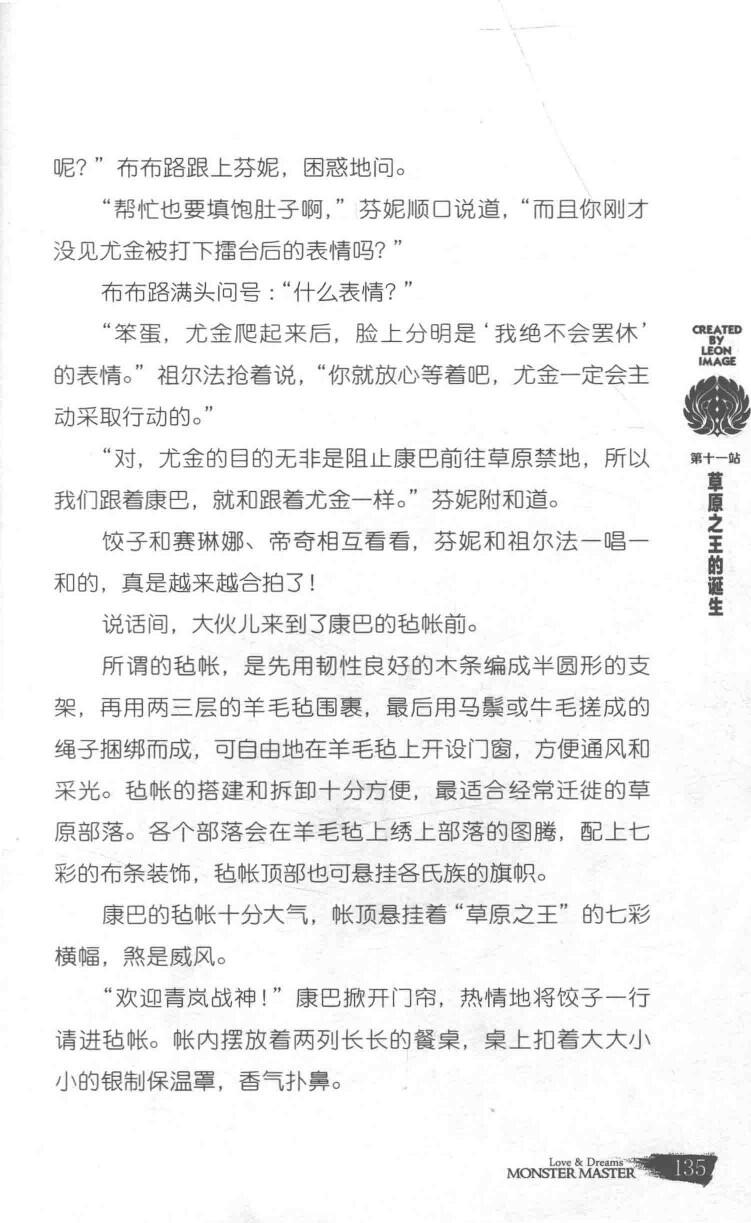 呢？”布布路跟上芬妮，困惑地问。
“帮忙也要填饱肚子啊，”芬妮顺口说道，“而且你刚才
没见尤金被打下擂台后的表情吗？”
布布路满头问号：“什么表情？”
“笨蛋，尤金爬起来后，脸上分明是‘我绝不会罢休’
的表情。”祖尔法抢着说，“你就放心等着吧，尤金一定会主
动采取行动的。”
“对，尤金的目的无非是阻止康巴前往草原禁地，所以
我们跟着康巴，就和跟着尤金一样。”芬妮附和道。
饺子和赛琳娜、帝奇相互看看，芬妮和祖尔法一唱一
和的，真是越来越合拍了！
说话间，大伙儿来到了康巴的毡帐前。
所谓的毡帐，是先用韧性良好的木条编成半圆形的支
架，再用两三层的羊毛毡围裹，最后用马鬃或牛毛搓成的
绳子捆绑而成，可自由地在羊毛毡上开设门窗，方便通风和
采光。毡帐的搭建和拆卸十分方便，最适合经常迁徙的草
原部落。各个部落会在羊毛毡上绣上部落的图腾，配上七
彩的布条装饰，毡帐顶部也可悬挂各氏族的旗帜。
康巴的毡帐十分大气，帐顶悬挂着“草原之王”的七彩
横幅，煞是威风。
“欢迎青岚战神！”康巴掀开门帘，热情地将饺子一行
请进毡帐。帐内摆放着两列长长的餐桌，桌上扣着大大小
小的银制保温罩，香气扑鼻。
CREATED
BY
LEON
IMAGE
第十一站
草原之王的诞生
Love & Dreams
MONSTER MASTER
135